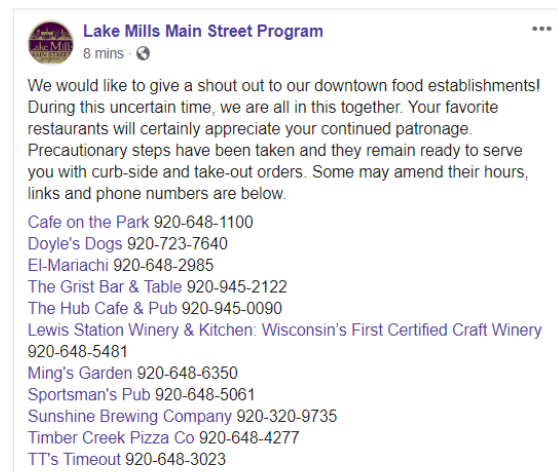 Lake Mills
MAIN STREET
Lake Mills Main Street Program
8 mins ·
We would like to give a shout out to our downtown food establishments!
During this uncertain time, we are all in this together. Your favorite
restaurants will certainly appreciate your continued patronage.
Precautionary steps have been taken and they remain ready to serve
you with curb-side and take-out orders. Some may amend their hours,
links and phone numbers are below.
Cafe on the Park 920-648-1100
Doyle's Dogs 920-723-7640
El-Mariachi 920-648-2985
The Grist Bar & Table 920-945-2122
The Hub Cafe & Pub 920-945-0090
Lewis Station Winery & Kitchen: Wisconsin’s First Certified Craft Winery
920-648-5481
Ming's Garden 920-648-6350
Sportsman's Pub 920-648-5061
Sunshine Brewing Company 920-320-9735
Timber Creek Pizza Co 920-648-4277
TT's Timeout 920-648-3023